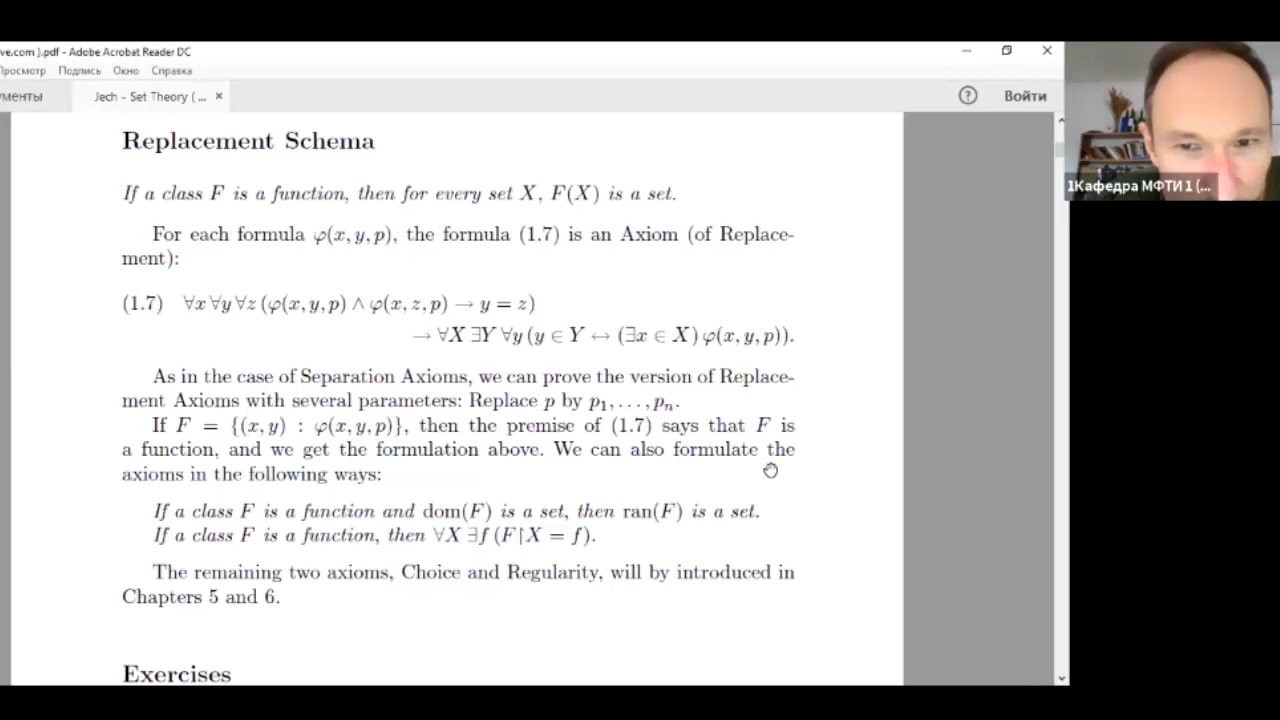 ve.com ).pdf - Adobe Acrobat Reader DC
Просмотр Подпись Окно Справка
ументы Jech - Set Theory ( ... × ? Войти
Replacement Schema
If a class F is a function, then for every set X, F(X) is a set.
For each formula φ(x, y, p), the formula (1.7) is an Axiom (of Replace-
ment):
(1.7) ∀x ∀y ∀z (φ(x, y, p) ∧ φ(x, z, p) → y = z)
→ ∀X ∃Y ∀y (y ∈ Y ↔ (∃x ∈ X) φ(x, y, p)).
As in the case of Separation Axioms, we can prove the version of Replace-
ment Axioms with several parameters: Replace p by p₁, . . . , pₙ.
If F = {(x, y) : φ(x, y, p)}, then the premise of (1.7) says that F is
a function, and we get the formulation above. We can also formulate the
axioms in the following ways:
If a class F is a function and dom(F) is a set, then ran(F) is a set.
If a class F is a function, then ∀X ∃f (F↾X = f).
The remaining two axioms, Choice and Regularity, will by introduced in
Chapters 5 and 6.
Exercises
1Кафедра МФТИ 1 (...